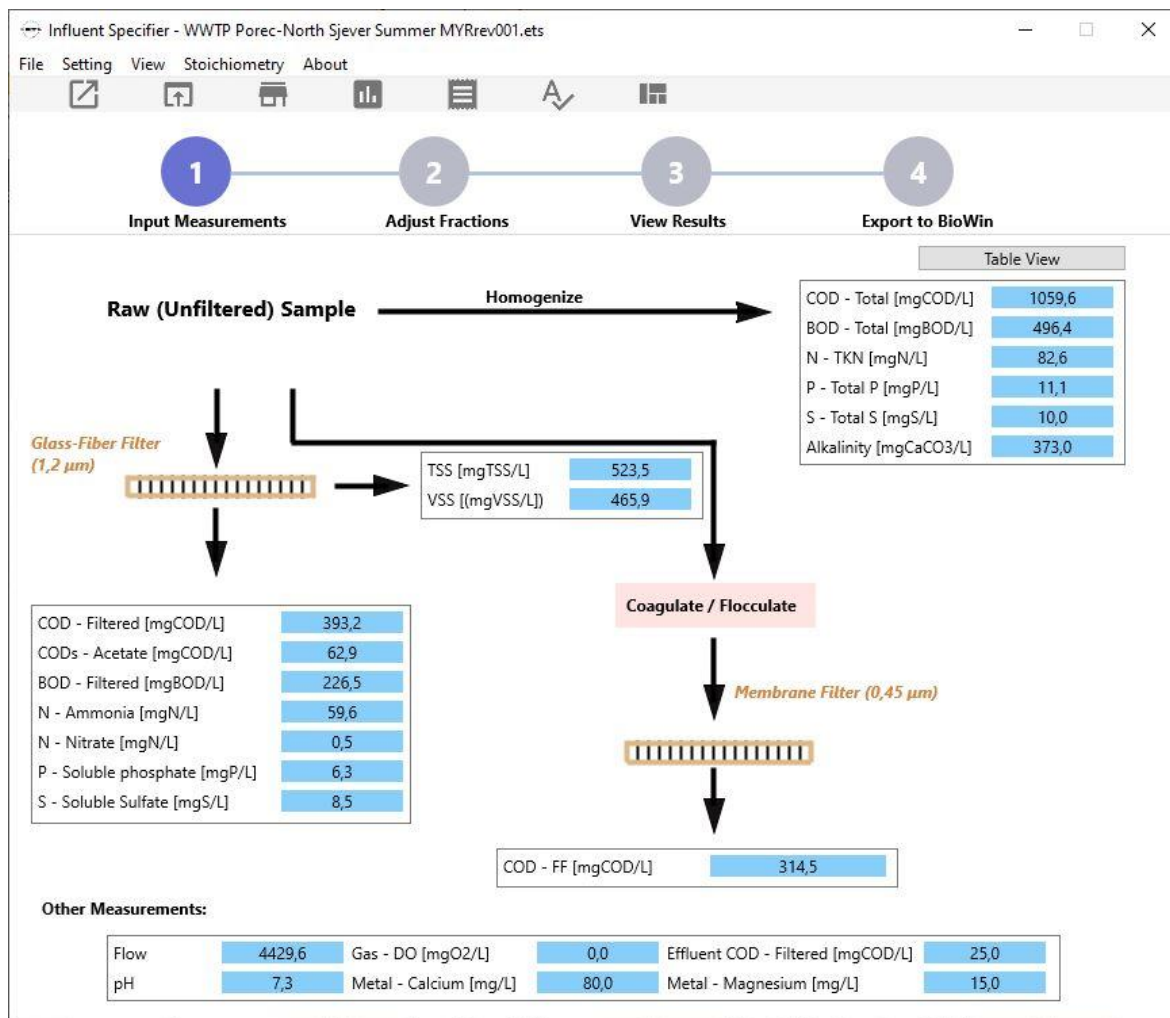 Influent Specifier - WWTP Porec-North Sjever Summer MYRrev001.ets
File Setting View Stoichiometry About
1 2 3 4
Input Measurements Adjust Fractions View Results Export to BioWin
Table View
Raw (Unfiltered) Sample
Homogenize
COD - Total [mgCOD/L] 1059,6
BOD - Total [mgBOD/L] 496,4
N - TKN [mgN/L] 82,6
P - Total P [mgP/L] 11,1
S - Total S [mgS/L] 10,0
Alkalinity [mgCaCO3/L] 373,0
Glass-Fiber Filter
(1,2 µm)
TSS [mgTSS/L] 523,5
VSS [(mgVSS/L]) 465,9
Coagulate / Flocculate
COD - Filtered [mgCOD/L] 393,2
CODs - Acetate [mgCOD/L] 62,9
BOD - Filtered [mgBOD/L] 226,5
N - Ammonia [mgN/L] 59,6
N - Nitrate [mgN/L] 0,5
P - Soluble phosphate [mgP/L] 6,3
S - Soluble Sulfate [mgS/L] 8,5
Membrane Filter (0,45 µm)
COD - FF [mgCOD/L] 314,5
Other Measurements:
Flow 4429,6 Gas - DO [mgO2/L] 0,0 Effluent COD - Filtered [mgCOD/L] 25,0
pH 7,3 Metal - Calcium [mg/L] 80,0 Metal - Magnesium [mg/L] 15,0